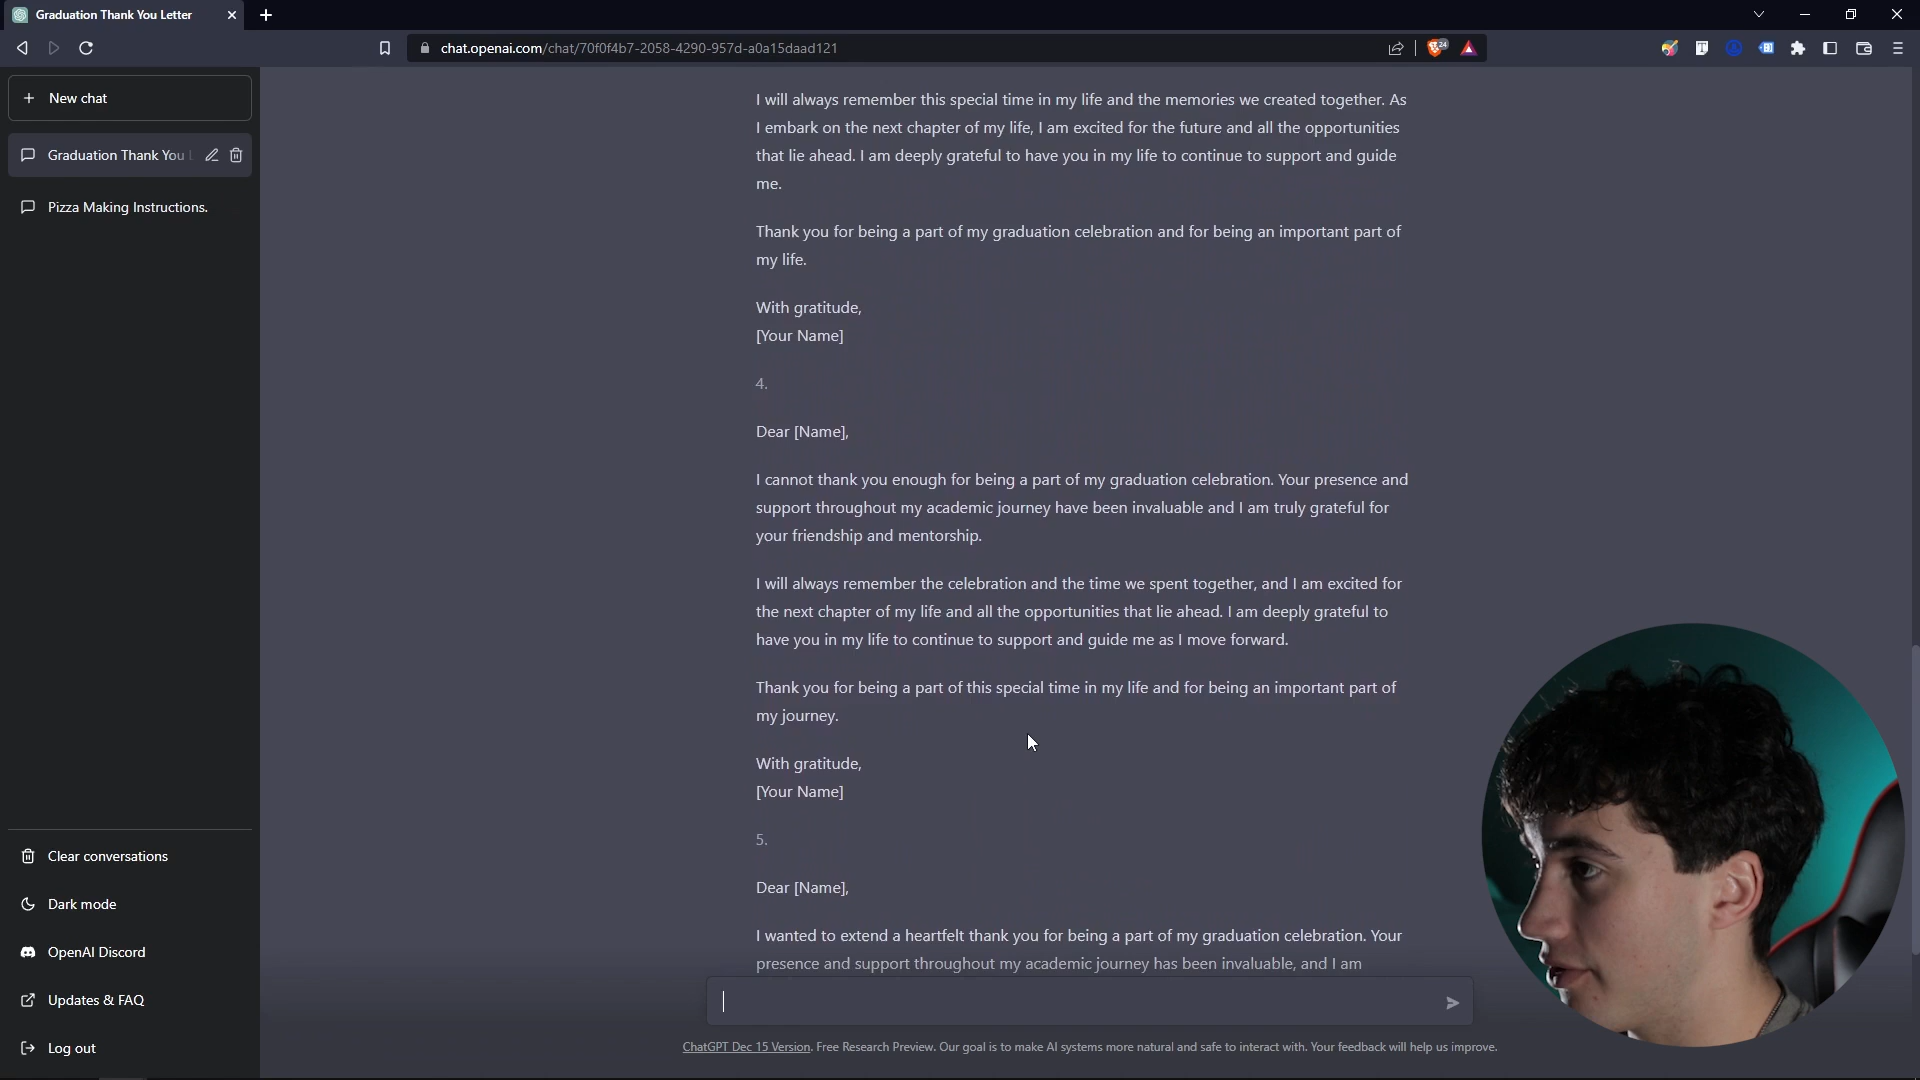 Graduation Thank You Letter
chat.openai.com/chat/70f0f4b7-2058-4290-957d-a0a15daad121
24
New chat
Graduation Thank You
Pizza Making Instructions.
I will always remember this special time in my life and the memories we created together. As
I embark on the next chapter of my life, I am excited for the future and all the opportunities
that lie ahead. I am deeply grateful to have you in my life to continue to support and guide
me.
Thank you for being a part of my graduation celebration and for being an important part of
my life.
With gratitude,
[Your Name]
4.
Dear [Name],
I cannot thank you enough for being a part of my graduation celebration. Your presence and
support throughout my academic journey have been invaluable and I am truly grateful for
your friendship and mentorship.
I will always remember the celebration and the time we spent together, and I am excited for
the next chapter of my life and all the opportunities that lie ahead. I am deeply grateful to
have you in my life to continue to support and guide me as I move forward.
Thank you for being a part of this special time in my life and for being an important part of
my journey.
With gratitude,
[Your Name]
5.
Dear [Name],
I wanted to extend a heartfelt thank you for being a part of my graduation celebration. Your
presence and support throughout my academic journey has been invaluable, and I am
Clear conversations
Dark mode
OpenAI Discord
Updates & FAQ
Log out
ChatGPT Dec 15 Version. Free Research Preview. Our goal is to make AI systems more natural and safe to interact with. Your feedback will help us improve.